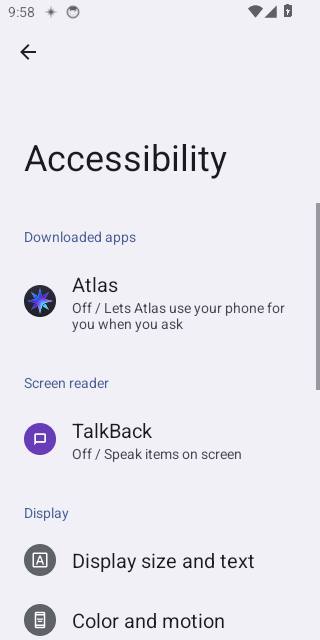 9:58
Accessibility
Downloaded apps
Atlas
Off / Lets Atlas use your phone for
you when you ask
Screen reader
TalkBack
Off / Speak items on screen
Display
Display size and text
Color and motion